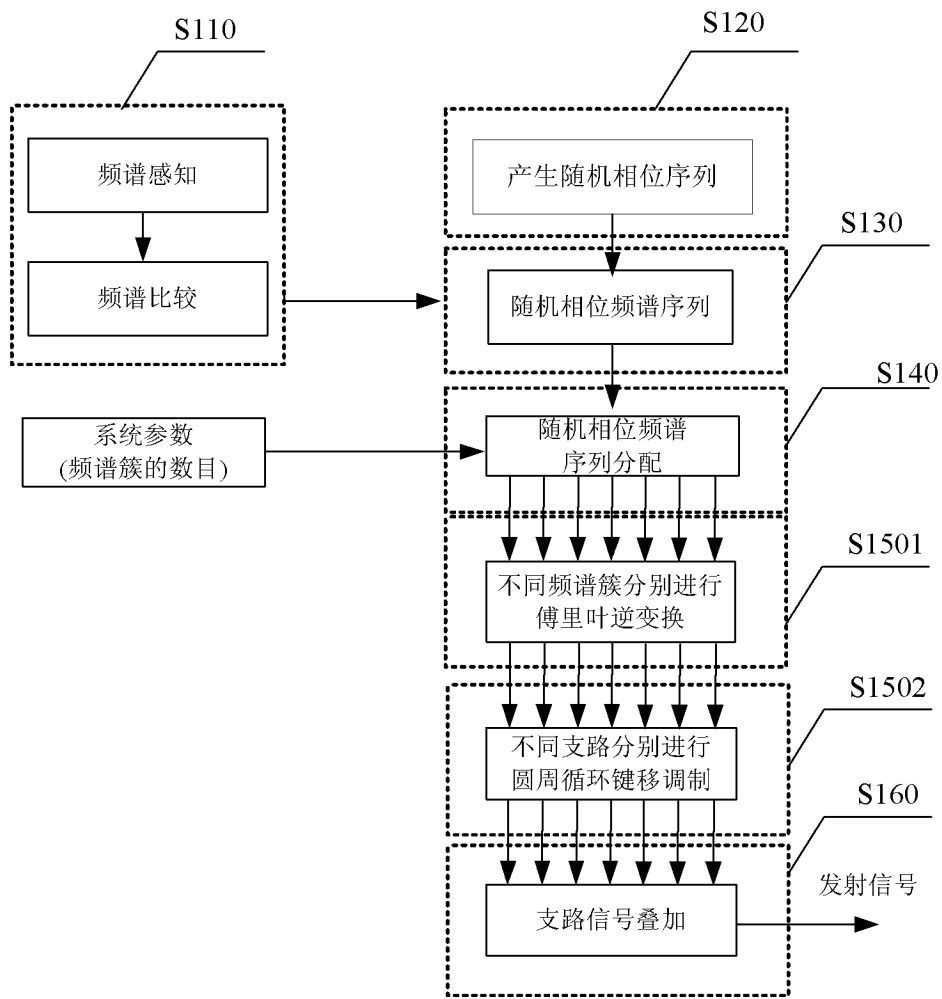 S110
S120
频谱感知
产生随机相位序列
S130
频谱比较
随机相位频谱序列
S140
系统参数
(频谱簇的数目)
随机相位频谱
序列分配
S1501
不同频谱簇分别进行
傅里叶逆变换
S1502
不同支路分别进行
圆周循环键移调制
S160
发射信号
支路信号叠加